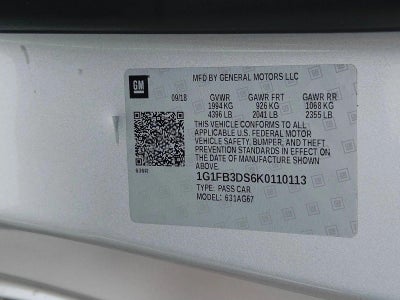 GM
MFD BY GENERAL MOTORS LLC
09/18 GVWR GAWR FRT GAWR RR
1994 KG 926 KG 1068 KG
4396 LB 2041 LB 2355 LB
THIS VEHICLE CONFORMS TO ALL
APPLICABLE U.S. FEDERAL MOTOR
VEHICLE SAFETY, BUMPER, AND THEFT
PREVENTION STANDARDS IN EFFECT ON
THE DATE OF MANUFACTURE SHOWN ABOVE.
1G1FB3DS6K0110113
TYPE: PASS CAR
MODEL: 631AG67